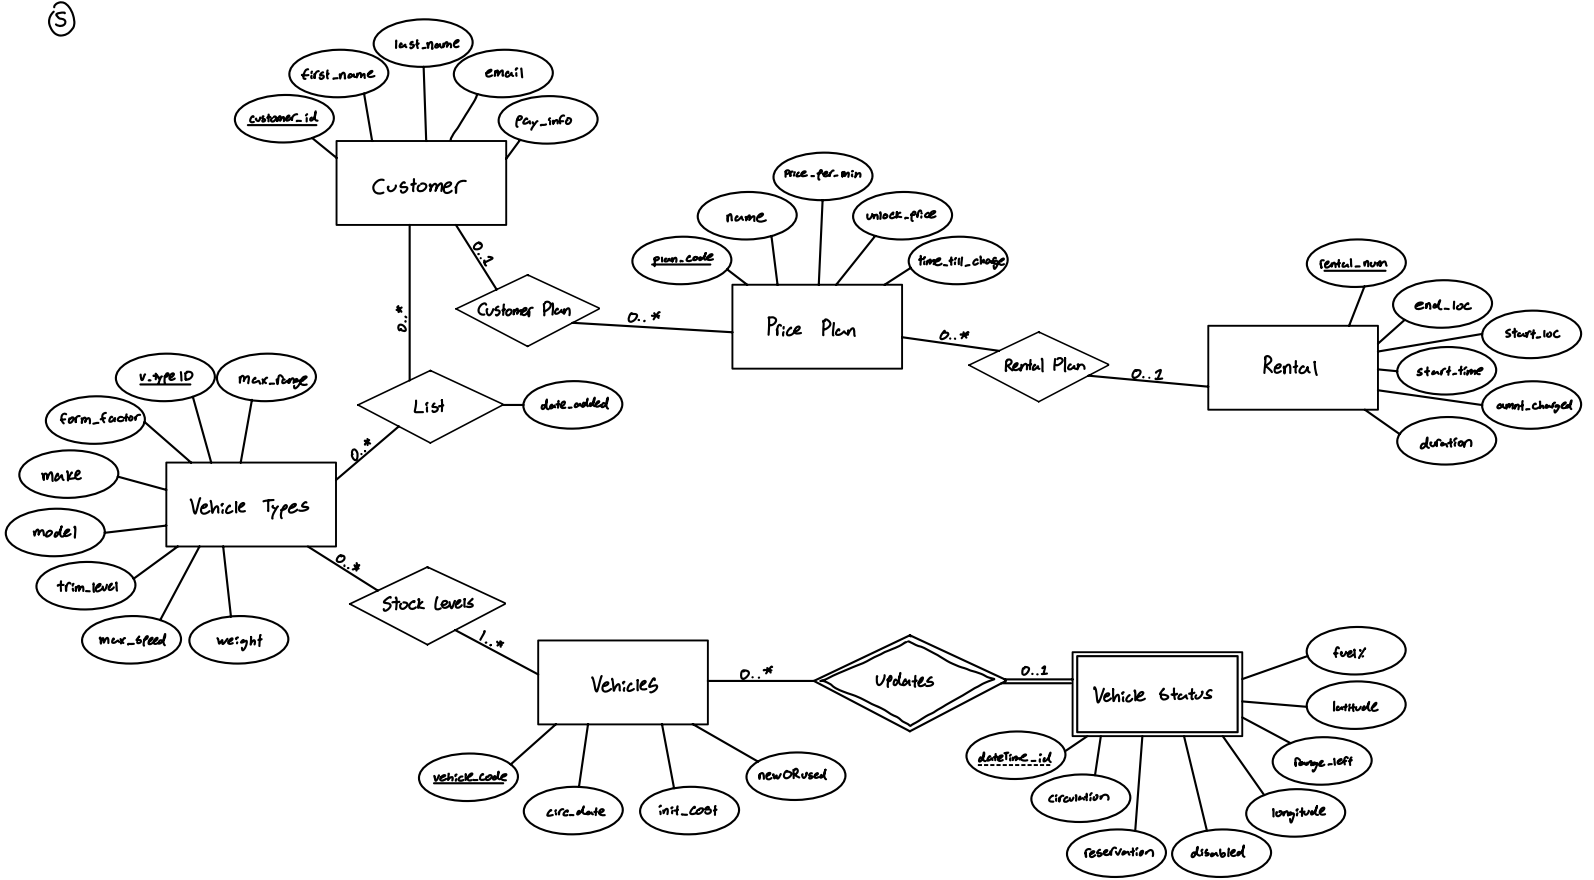 5
last_name
first_name
email
customer_id
pay_info
Customer
0..1
0..*
Customer Plan
0..*
price_per_min
name
unlock_price
plan_code
time_till_charge
Price Plan
0..*
Rental Plan
0..1
rental_num
end_loc
start_loc
start_time
amnt_charged
duration
Rental
List
date_added
0..*
v_typeID
max_range
form_factor
make
model
trim_level
max_speed
weight
Vehicle Types
0..*
Stock Levels
1..*
Vehicles
vehicle_code
circ_date
init_cost
newORused
0..*
Updates
0..1
Vehicle Status
fuel%
latitude
range_left
longitude
disabled
reservation
circulation
dateTime_id